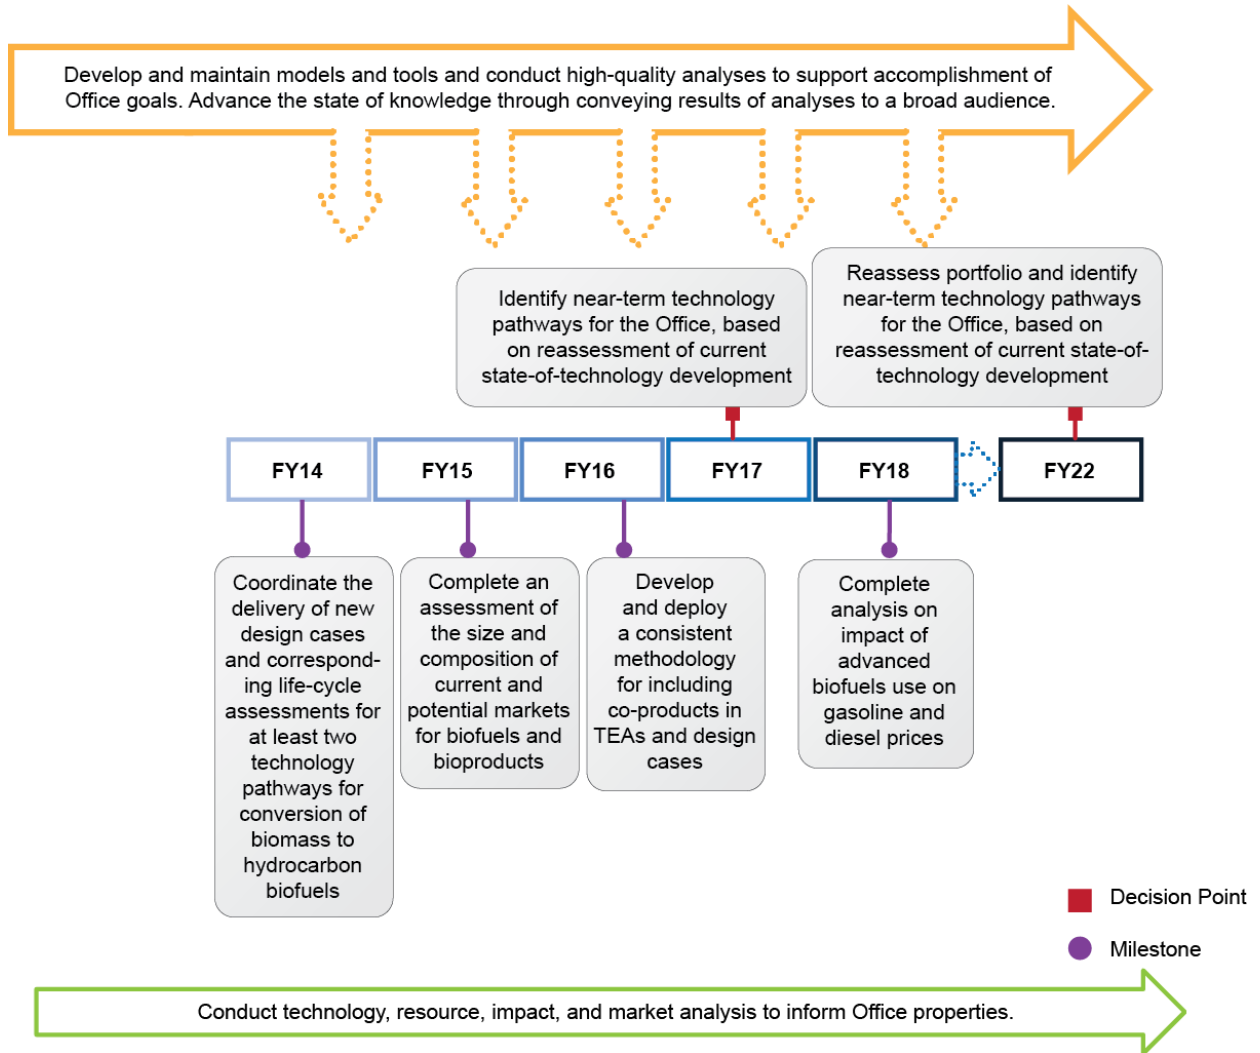 Develop and maintain models and tools and conduct high-quality analyses to support accomplishment of
Office goals. Advance the state of knowledge through conveying results of analyses to a broad audience.
Identify near-term technology
pathways for the Office, based
on reassessment of current
state-of-technology development
Reassess portfolio and identify
near-term technology pathways
for the Office, based on
reassessment of current state-of-
technology development
FY14
FY15
FY16
FY17
FY18
FY22
Coordinate the
delivery of new
design cases
and correspond-
ing life-cycle
assessments for
at least two
technology
pathways for
conversion of
biomass to
hydrocarbon
biofuels
Complete an
assessment of
the size and
composition of
current and
potential markets
for biofuels and
bioproducts
Develop
and deploy
a consistent
methodology
for including
co-products in
TEAs and design
cases
Complete
analysis on
impact of
advanced
biofuels use on
gasoline and
diesel prices
Decision Point
Milestone
Conduct technology, resource, impact, and market analysis to inform Office properties.